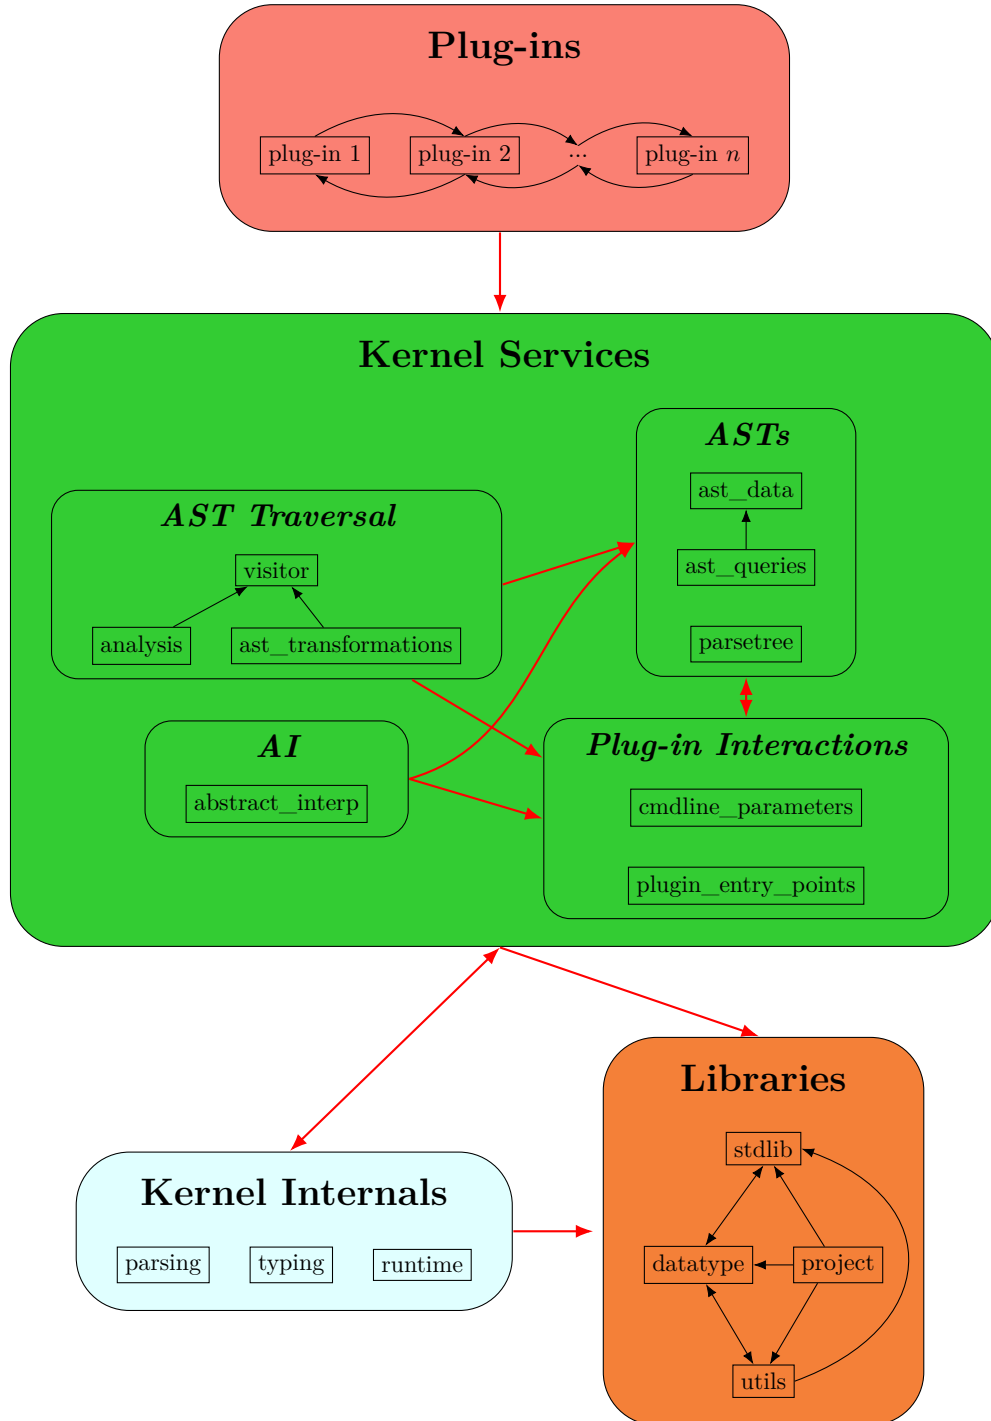 Plug-ins
plug-in 1 plug-in 2 ... plug-in n
Kernel Services
ASTs
ast_data
ast_queries
parsetree
AST Traversal
visitor
analysis ast_transformations
AI
abstract_interp
Plug-in Interactions
cmdline_parameters
plugin_entry_points
Kernel Internals
parsing typing runtime
Libraries
stdlib
datatype project
utils